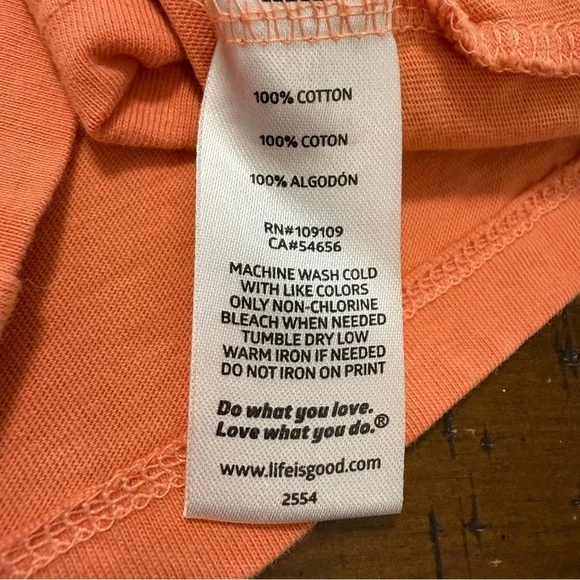 100% COTTON
100% COTON
100% ALGODÓN
RN#109109
CA#54656
MACHINE WASH COLD
WITH LIKE COLORS
ONLY NON-CHLORINE
BLEACH WHEN NEEDED
TUMBLE DRY LOW
WARM IRON IF NEEDED
DO NOT IRON ON PRINT
Do what you love.
Love what you do.®
www.lifeisgood.com
2554